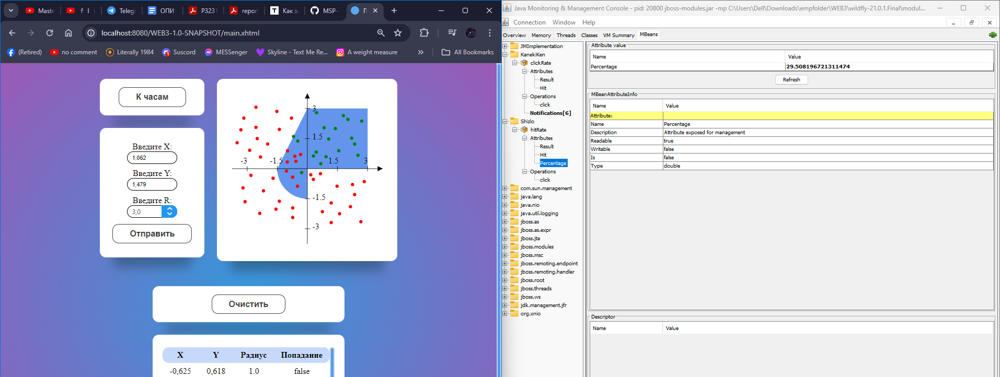 Maste
f l i
Telegr
ОПИ
P3231
repor
Как за
MSP-
П
localhost:8080/WEB3-1.0-SNAPSHOT/main.xhtml
(Retired)
no comment
Literally 1984
Suscord
MESSenger
Skyline - Text Me Re...
A weight measure
»
All Bookmarks
К часам
Введите X:
1,062
Введите Y:
1,479
Введите R:
3,0
Отправить
3
1.5
-3
-1.5
1.5
3
-1.5
-3
Очистить
X Y Радиус Попадание
-0,625 0,618 1.0 false
Java Monitoring & Management Console - pid: 20800 jboss-modules.jar -mp C:\Users\Dell\Downloads\empfolder\WEB3\wildfly-21.0.1.Final\modul...
Connection Window Help
Overview Memory Threads Classes VM Summary MBeans
JMImplementation
KanekiKen
clickRate
Attributes
Result
Hit
Operations
click
Notifications[6]
Shizlo
hitRate
Attributes
Result
Hit
Percentage
Operations
click
com.sun.management
java.lang
java.nio
java.util.logging
jboss.as
jboss.as.expr
jboss.jta
jboss.modules
jboss.msc
jboss.remoting.endpoint
jboss.remoting.handler
jboss.root
jboss.threads
jboss.ws
jdk.management.jfr
org.xnio
Attribute value
Name Value
Percentage 29.508196721311474
Refresh
MBeanAttributeInfo
Name Value
Attribute:
Name Percentage
Description Attribute exposed for management
Readable true
Writable false
Is false
Type double
Descriptor
Name Value